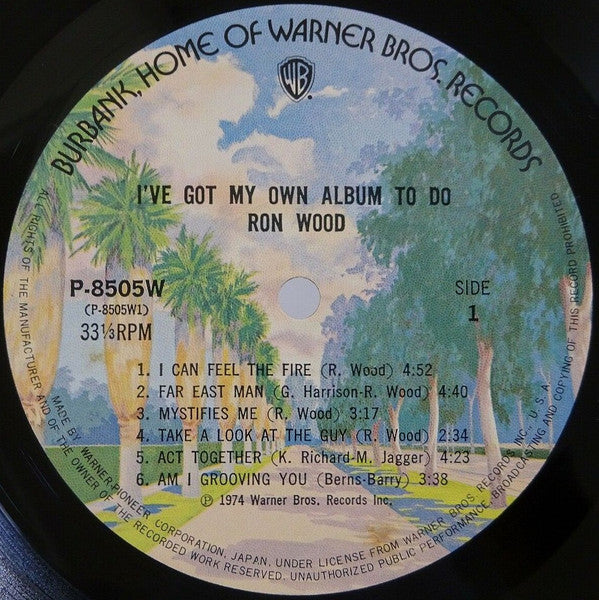 BURBANK, HOME OF WARNER BROS. RECORDS
WB
I'VE GOT MY OWN ALBUM TO DO
RON WOOD
P-8505W
(P-8505W1)
33⅓RPM
SIDE
1
1. I CAN FEEL THE FIRE (R. Wood) 4:52
2. FAR EAST MAN (G. Harrison-R. Wood) 4:40
3. MYSTIFIES ME (R. Wood) 3:17
4. TAKE A LOOK AT THE GUY (R. Wood) 2:34
5. ACT TOGETHER (K. Richard-M. Jagger) 4:23
6. AM I GROOVING YOU (Berns-Barry) 3:38
Ⓟ 1974 Warner Bros. Records Inc.
MADE BY WARNER-PIONEER CORPORATION, JAPAN, UNDER LICENSE FROM WARNER BROS RECORDS INC., U.S.A.
ALL RIGHTS OF THE MANUFACTURER AND OF THE OWNER OF THE RECORDED WORK RESERVED. UNAUTHORIZED PUBLIC PERFORMANCE, BROADCASTING AND COPYING OF THIS RECORD PROHIBITED